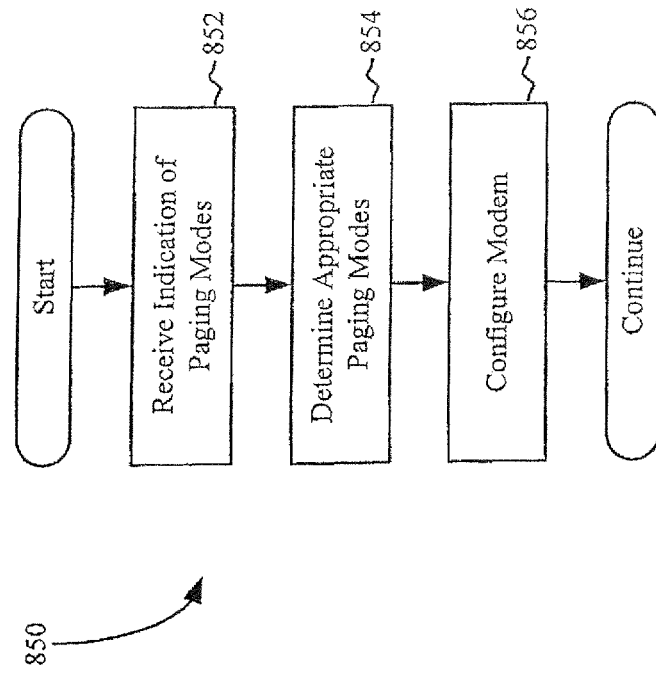 850
Start
Receive Indication of
Paging Modes
852
Determine Appropriate
Paging Modes
854
Configure Modem
856
Continue